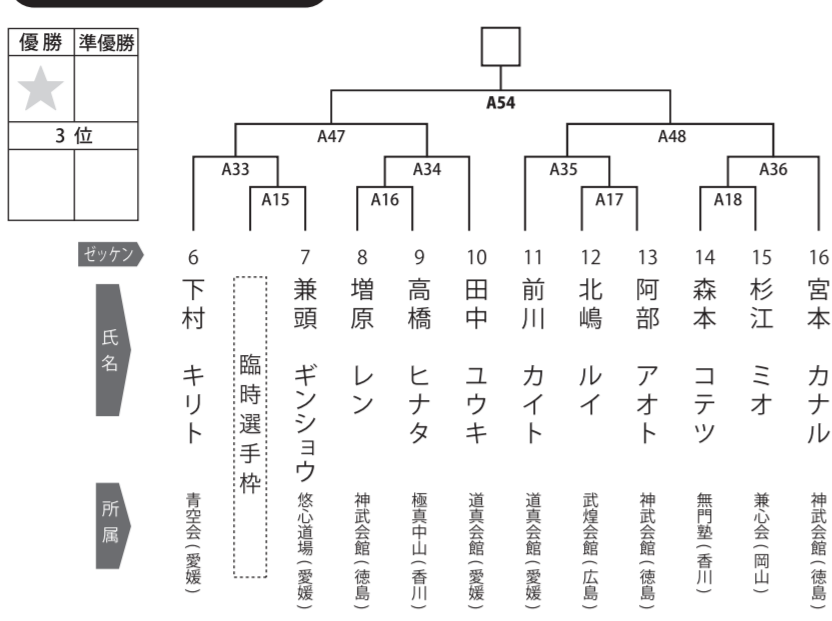 優勝 準優勝
3 位
A54
A47 A48
A33 A34 A35 A36
A15 A16 A17 A18
ゼッケン 6 7 8 9 10 11 12 13 14 15 16
氏名
下村 キリト
臨時選手枠
兼頭 ギンショウ
増原 レン
高橋 ヒナタ
田中 ユウキ
前川 カイト
北嶋 ルイ
阿部 アオト
森本 コテツ
杉江 ミオ
宮本 カナル
所属
青空会(愛媛)
悠心道場(愛媛)
神武会館(徳島)
極真中山(香川)
道真会館(愛媛)
道真会館(愛媛)
武煌会館(広島)
神武会館(徳島)
無門塾(香川)
兼心会(岡山)
神武会館(徳島)